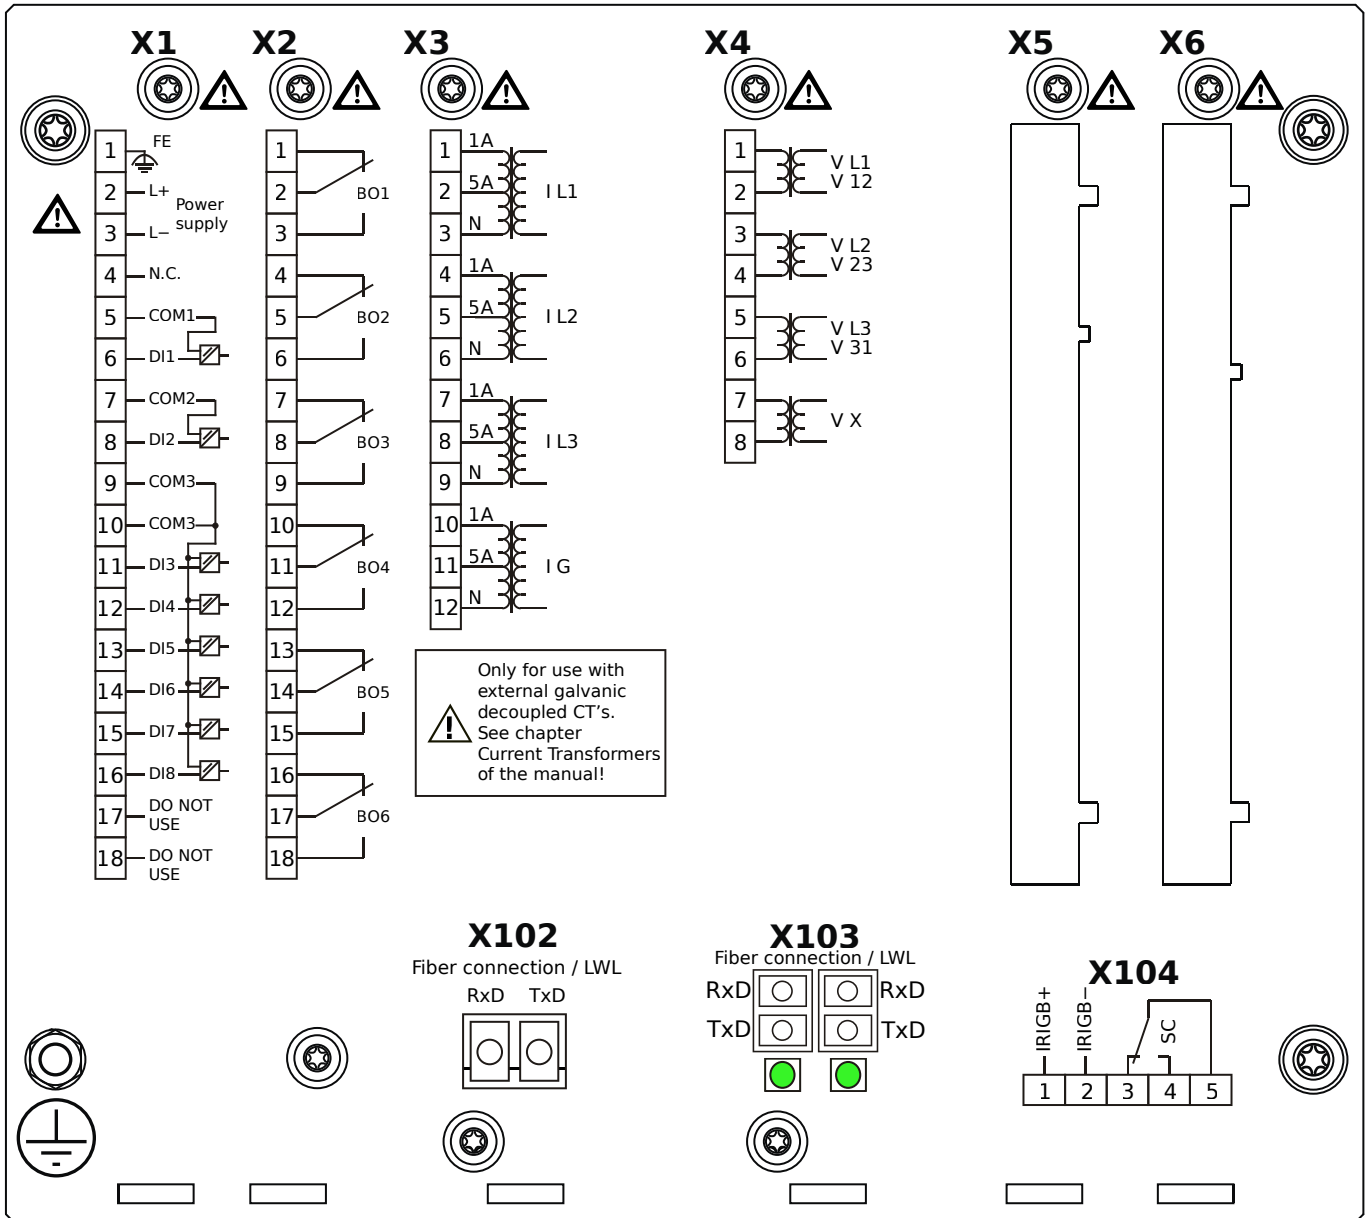 X1
1
FE
2
L+
Power
supply
3
L−
4
N.C.
5
COM1
6
DI1
7
COM2
8
DI2
9
COM3
10
COM3
11
DI3
12
DI4
13
DI5
14
DI6
15
DI7
16
DI8
17
DO NOT
USE
18
DO NOT
USE
X2
1
2
BO1
3
4
5
BO2
6
7
8
BO3
9
10
11
BO4
12
13
14
BO5
15
16
17
BO6
18
X3
1
1A
2
5A
I L1
3
N
4
1A
5
5A
I L2
6
N
7
1A
8
5A
I L3
9
N
10
1A
11
5A
I G
12
N
Only for use with
external galvanic
decoupled CT's.
See chapter
Current Transformers
of the manual!
X4
1
2
V L1
V 12
3
4
V L2
V 23
5
6
V L3
V 31
7
8
V X
X5
X6
X102
Fiber connection / LWL
RxD TxD
X103
Fiber connection / LWL
RxD RxD
TxD TxD
X104
IRIGB+
IRIGB−
SC
1 2 3 4 5